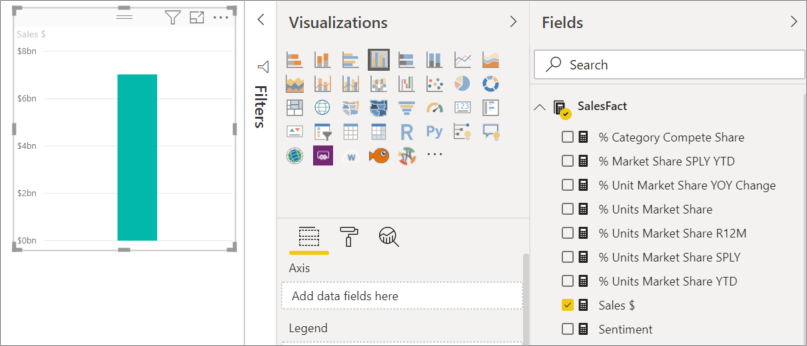 Sales $
$8bn
$6bn
$4bn
$2bn
$0bn
Filters
Visualizations
123
R
Py
W
Axis
Add data fields here
Legend
Fields
Search
SalesFact
% Category Compete Share
% Market Share SPLY YTD
% Unit Market Share YOY Change
% Units Market Share
% Units Market Share R12M
% Units Market Share SPLY
% Units Market Share YTD
Sales $
Sentiment